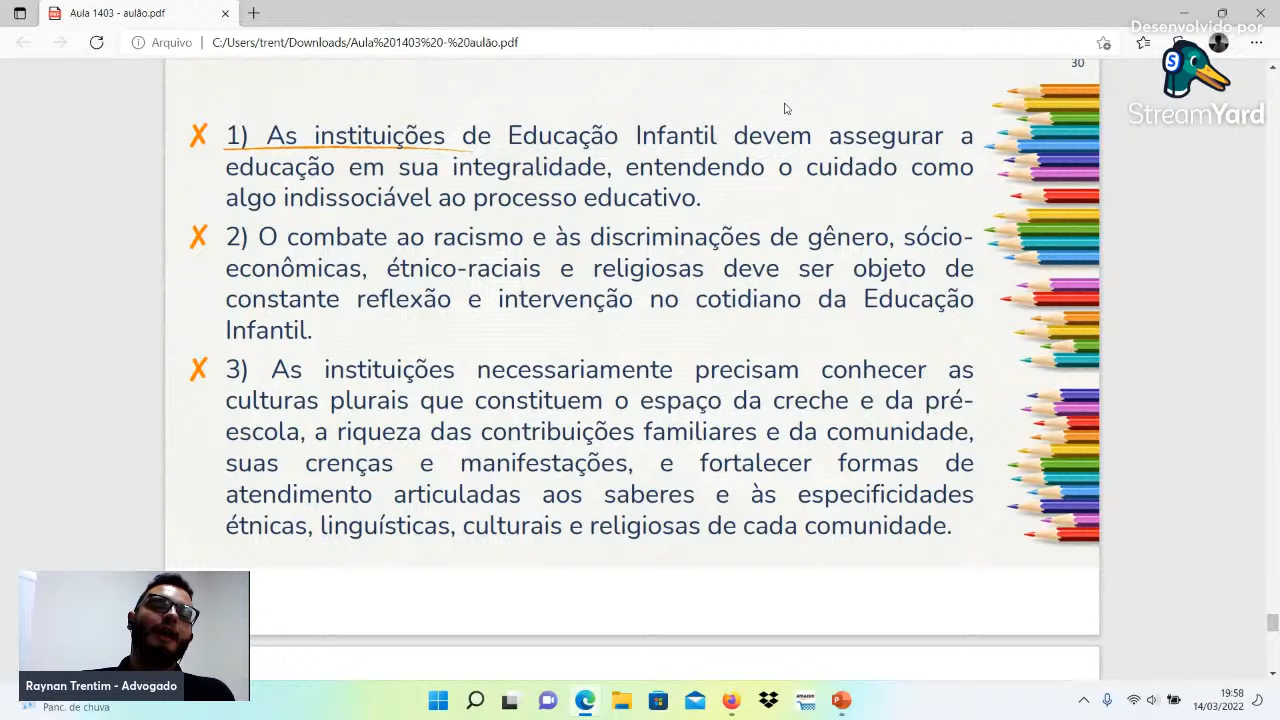 Aula 1403 - aulão.pdf
Desenvolvido por
Arquivo
C:/Users/trent/Downloads/Aula%201403%20-%20aulão.pdf
StreamYard
30
1) As instituições de Educação Infantil devem assegurar a
educação em sua integralidade, entendendo o cuidado como
algo indissociável ao processo educativo.
2) O combate ao racismo e às discriminações de gênero, sócio-
econômicas, étnico-raciais e religiosas deve ser objeto de
constante reflexão e intervenção no cotidiano da Educação
Infantil.
3) As instituições necessariamente precisam conhecer as
culturas plurais que constituem o espaço da creche e da pré-
escola, a riqueza das contribuições familiares e da comunidade,
suas crenças e manifestações, e fortalecer formas de
atendimento articuladas aos saberes e às especificidades
étnicas, linguísticas, culturais e religiosas de cada comunidade.
Raynan Trentim - Advogado
Panc. de chuva
amazon
19:58
14/03/2022